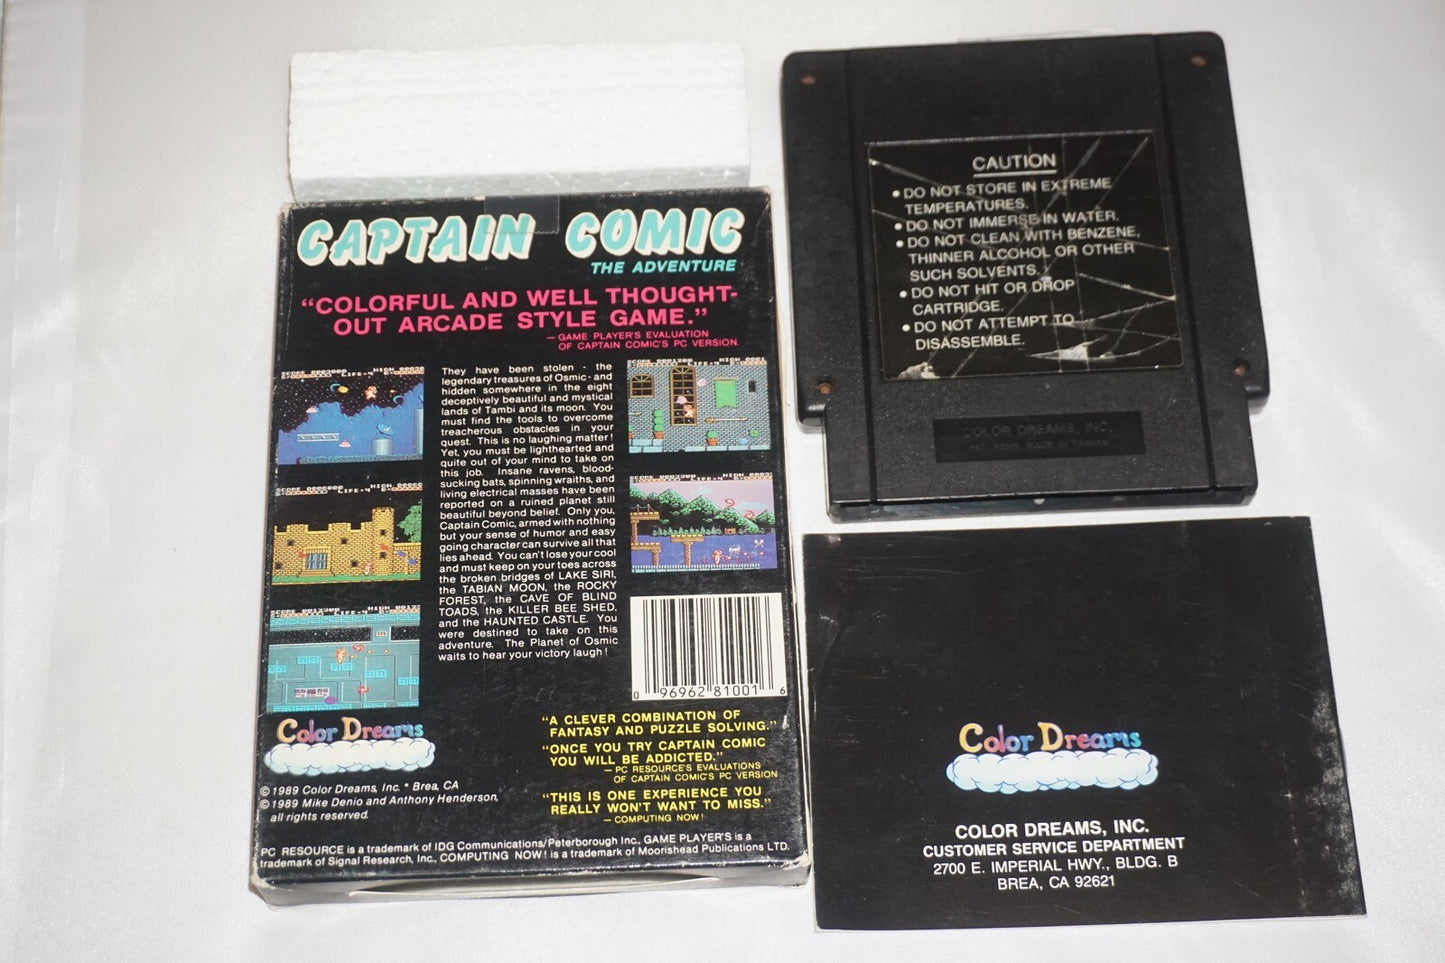 CAPTAIN COMIC
THE ADVENTURE
"COLORFUL AND WELL THOUGHT-
OUT ARCADE STYLE GAME."
— GAME PLAYER'S EVALUATION
OF CAPTAIN COMIC'S PC VERSION.
They have been stolen - the
legendary treasures of Osmic - and
hidden somewhere in the eight
deceptively beautiful and mystical
lands of Tambi and its moon. You
must find the tools to overcome
treacherous obstacles in your
quest. This is no laughing matter!
Yet, you must be lighthearted and
quite out of your mind to take on
this job. Insane ravens, blood-
sucking bats, spinning wraiths, and
living electrical masses have been
reported on a ruined planet still
beautiful beyond belief. Only you,
Captain Comic, armed with nothing
but your sense of humor and easy
going character can survive all that
lies ahead. You can't lose your cool
and must keep on your toes across
the broken bridges of LAKE SIRI,
the TABIAN MOON, the ROCKY
FOREST, the CAVE OF BLIND
TOADS, the KILLER BEE SHED,
and the HAUNTED CASTLE. You
were destined to take on this
adventure. The Planet of Osmic
waits to hear your victory laugh!
0 96962 81001 6
"A CLEVER COMBINATION OF
FANTASY AND PUZZLE SOLVING."
"ONCE YOU TRY CAPTAIN COMIC
YOU WILL BE ADDICTED."
— PC RESOURCE'S EVALUATIONS
OF CAPTAIN COMIC'S PC VERSION
"THIS IS ONE EXPERIENCE YOU
REALLY WON'T WANT TO MISS."
— COMPUTING NOW!
Color Dreams
© 1989 Color Dreams, Inc. * Brea, CA
© 1989 Mike Denio and Anthony Henderson,
all rights reserved.
PC RESOURCE is a trademark of IDG Communications/Peterborough Inc., GAME PLAYER'S is a
trademark of Signal Research, Inc., COMPUTING NOW! is a trademark of Moorishead Publications LTD.
CAUTION
• DO NOT STORE IN EXTREME
TEMPERATURES.
• DO NOT IMMERSE IN WATER.
• DO NOT CLEAN WITH BENZENE,
THINNER ALCOHOL OR OTHER
SUCH SOLVENTS.
• DO NOT HIT OR DROP
CARTRIDGE.
• DO NOT ATTEMPT TO
DISASSEMBLE.
COLOR DREAMS, INC.
MADE IN TAIWAN
Color Dreams
COLOR DREAMS, INC.
CUSTOMER SERVICE DEPARTMENT
2700 E. IMPERIAL HWY., BLDG. B
BREA, CA 92621